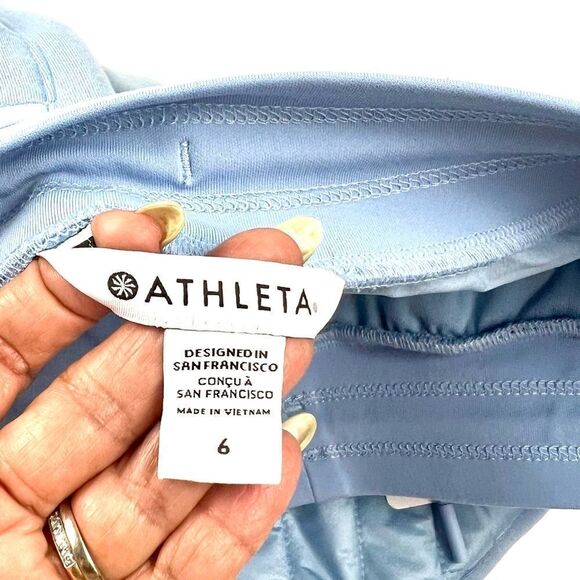 ATHLETA
DESIGNED IN
SAN FRANCISCO
CONÇU À
SAN FRANCISCO
MADE IN VIETNAM
6